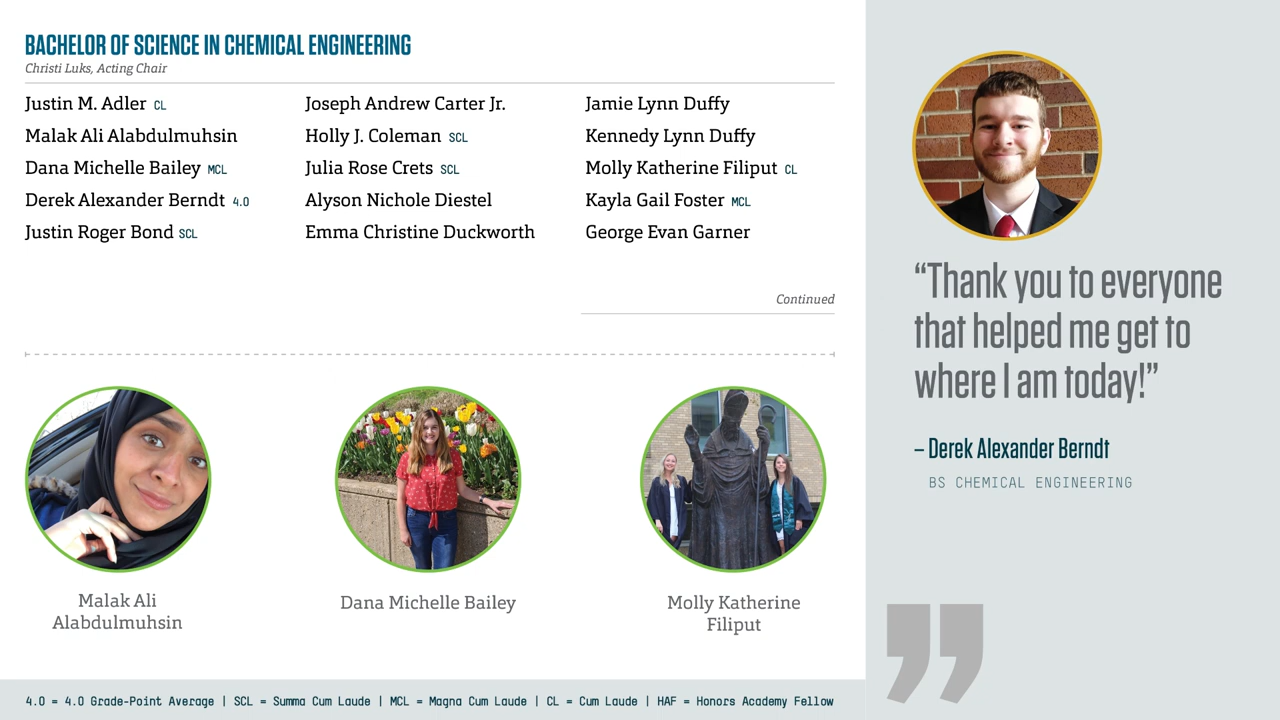 BACHELOR OF SCIENCE IN CHEMICAL ENGINEERING
Christi Luks, Acting Chair
Justin M. Adler CL
Malak Ali Alabdulmuhsin
Dana Michelle Bailey MCL
Derek Alexander Berndt 4.0
Justin Roger Bond SCL
Joseph Andrew Carter Jr.
Holly J. Coleman SCL
Julia Rose Crets SCL
Alyson Nichole Diestel
Emma Christine Duckworth
Jamie Lynn Duffy
Kennedy Lynn Duffy
Molly Katherine Filiput CL
Kayla Gail Foster MCL
George Evan Garner
Continued
Malak Ali
Alabdulmuhsin
Dana Michelle Bailey
Molly Katherine
Filiput
4.0 = 4.0 Grade-Point Average | SCL = Summa Cum Laude | MCL = Magna Cum Laude | CL = Cum Laude | HAF = Honors Academy Fellow
“Thank you to everyone
that helped me get to
where I am today!”
– Derek Alexander Berndt
BS CHEMICAL ENGINEERING
”